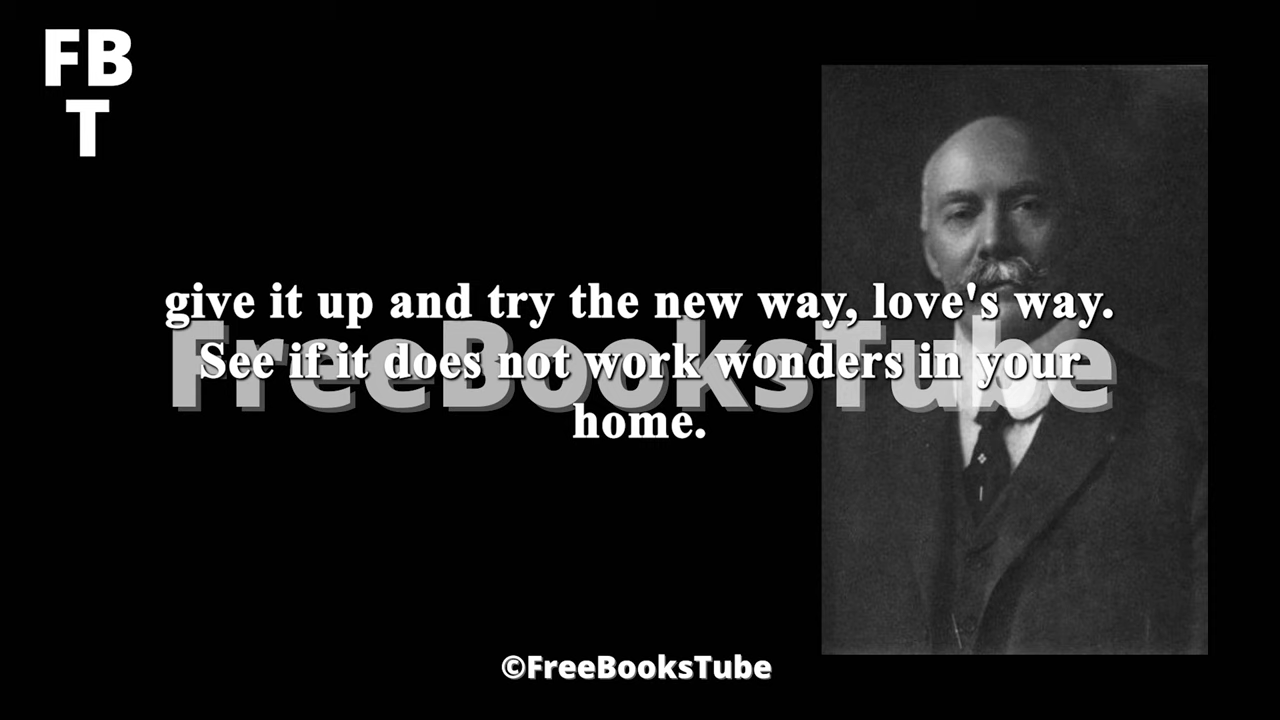 FB
T
give it up and try the new way, love's way.
FreeBooksTube
See if it does not work wonders in your
home.
©FreeBooksTube